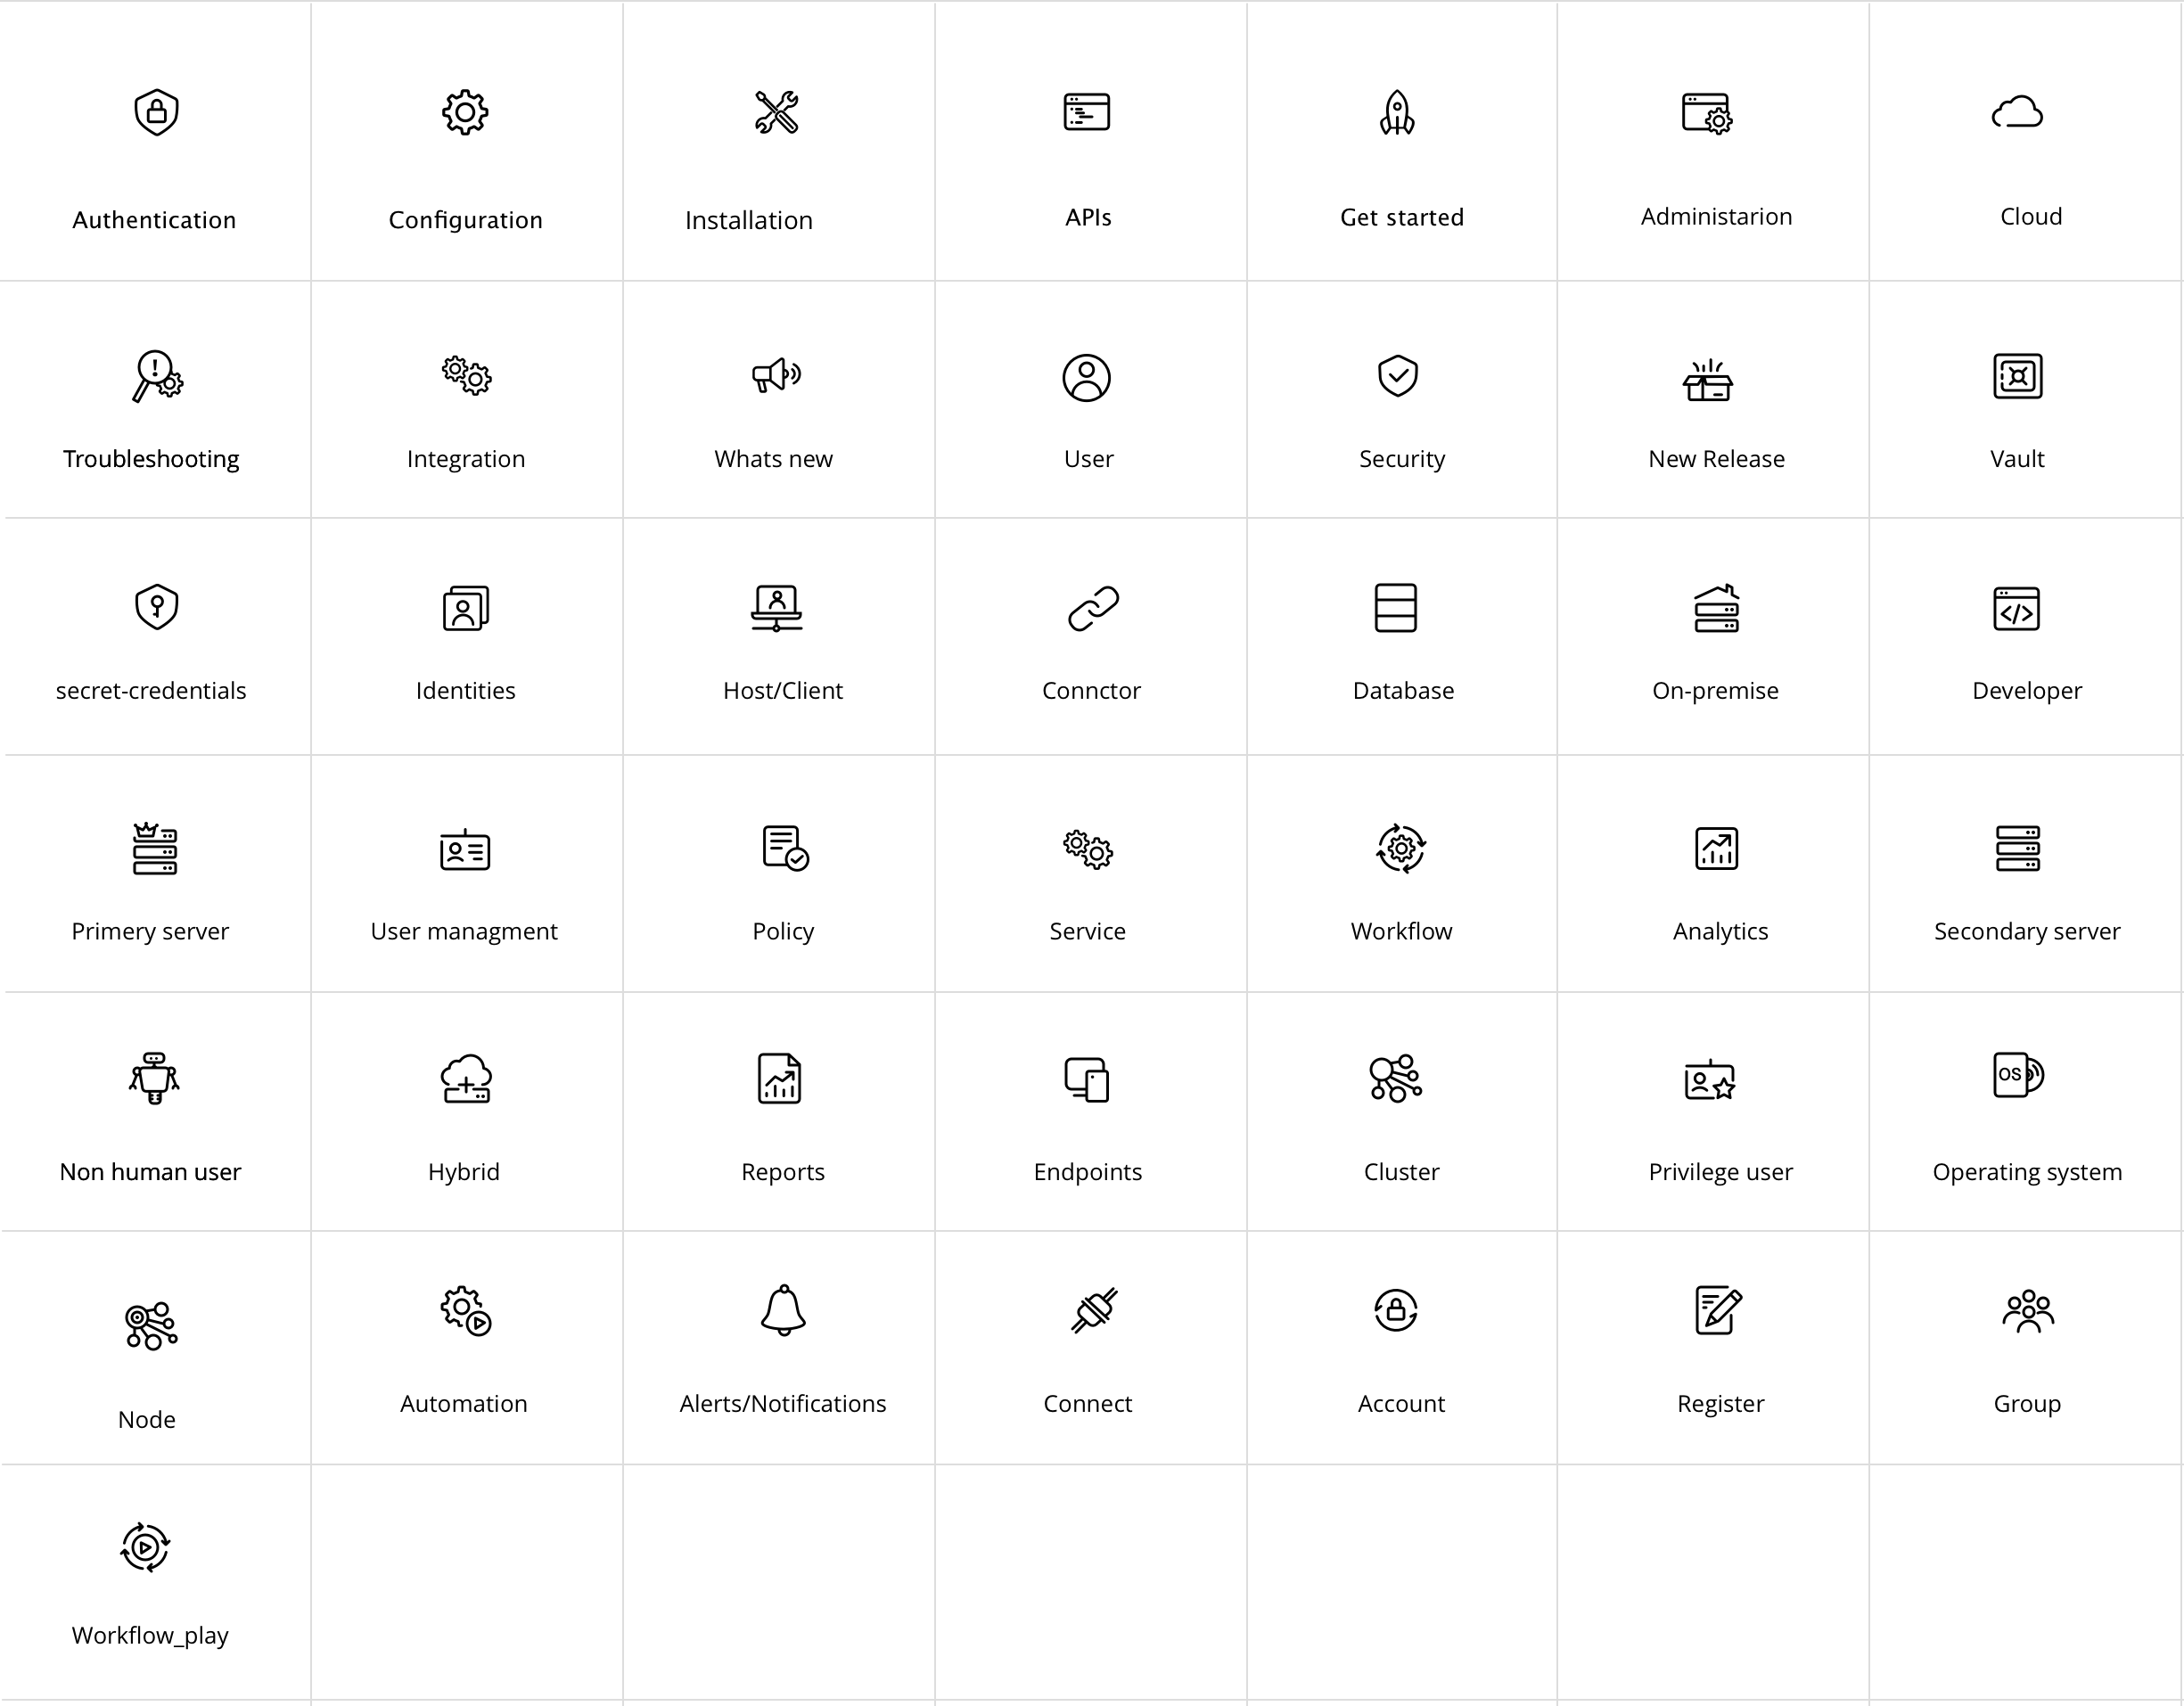 Authentication
Configuration
Installation
APIs
Get started
Administarion
Cloud
Troubleshooting
Integration
Whats new
User
Security
New Release
Vault
secret-credentials
Identities
Host/Client
Connctor
Database
On-premise
Developer
Primery server
User managment
Policy
Service
Workflow
Analytics
Secondary server
OS
Non human user
Hybrid
Reports
Endpoints
Cluster
Privilege user
Operating system
Node
Automation
Alerts/Notifications
Connect
Account
Register
Group
Workflow_play